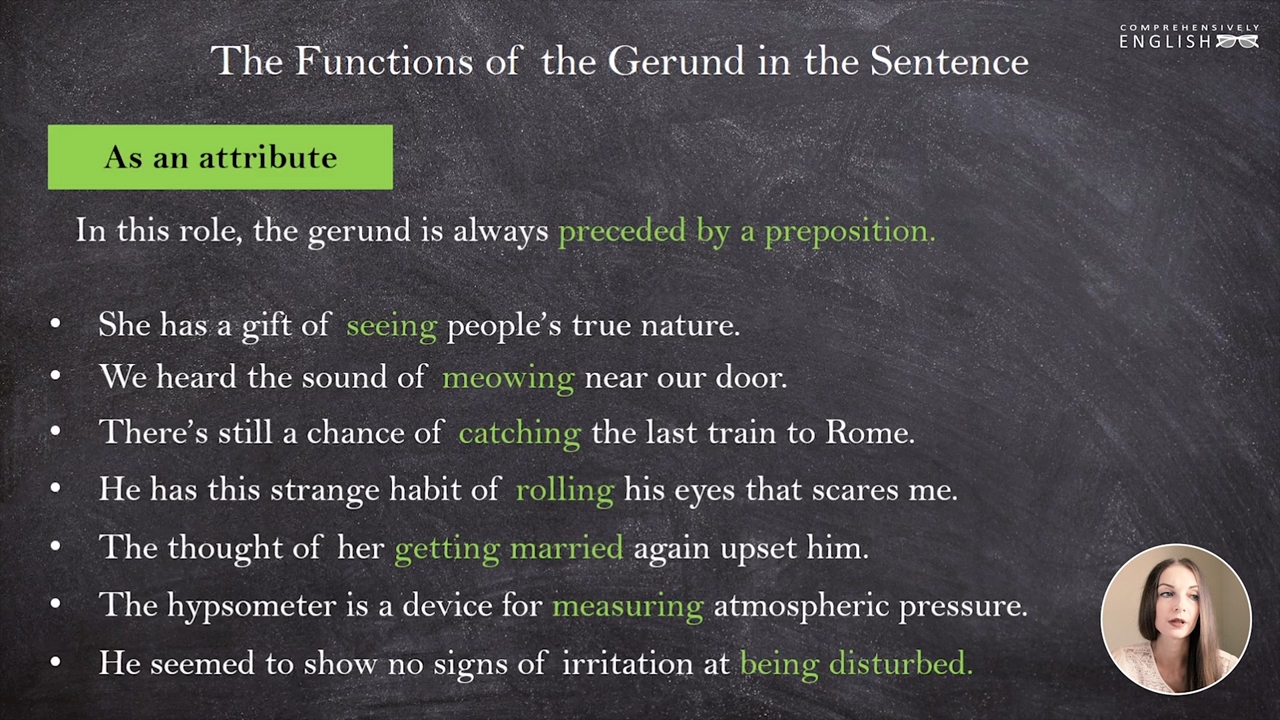 COMPREHENSIVELY
ENGLISH
The Functions of the Gerund in the Sentence
As an attribute
In this role, the gerund is always preceded by a preposition.
• She has a gift of seeing people's true nature.
• We heard the sound of meowing near our door.
• There's still a chance of catching the last train to Rome.
• He has this strange habit of rolling his eyes that scares me.
• The thought of her getting married again upset him.
• The hypsometer is a device for measuring atmospheric pressure.
• He seemed to show no signs of irritation at being disturbed.